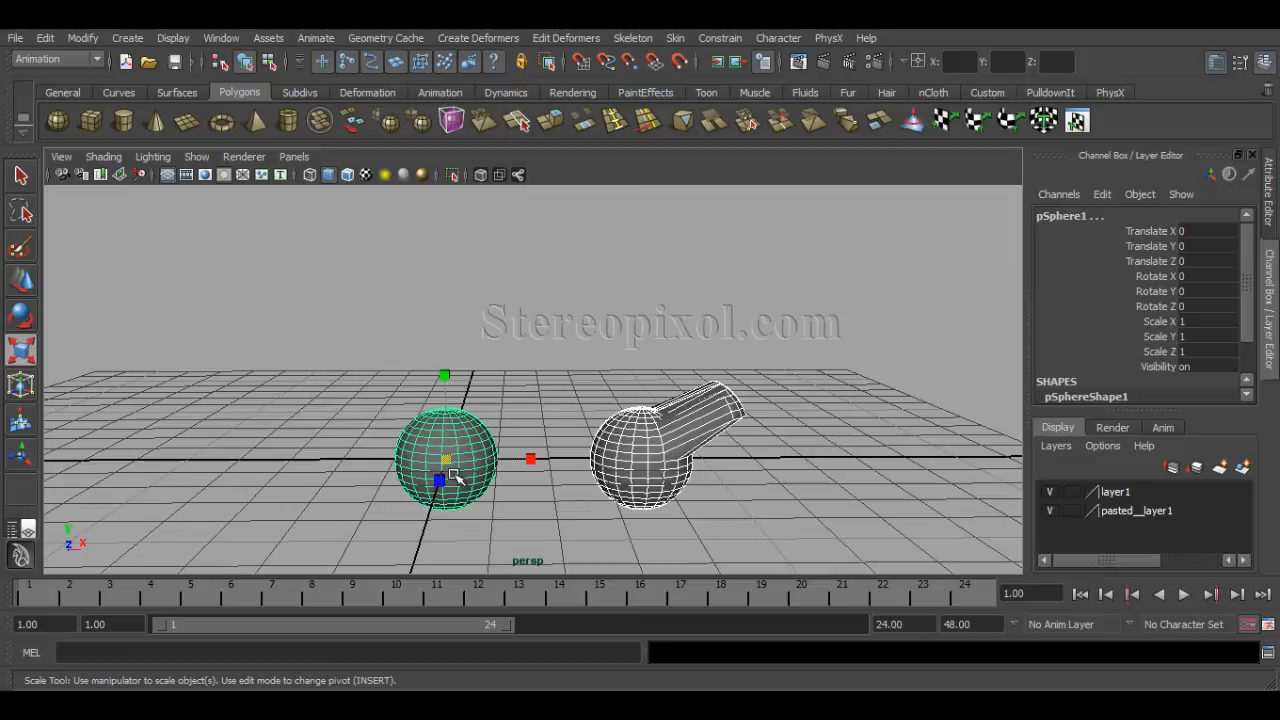 File Edit Modify Create Display Window Assets Animate Geometry Cache Create Deformers Edit Deformers Skeleton Skin Constrain Character PhysX Help
Animation X: Y: Z:
General Curves Surfaces Polygons Subdivs Deformation Animation Dynamics Rendering PaintEffects Toon Muscle Fluids Fur Hair nCloth Custom PulldownIt PhysX
View Shading Lighting Show Renderer Panels
Channel Box / Layer Editor
Channels Edit Object Show
pSphere1 . . .
Translate X 0
Translate Y 0
Translate Z 0
Rotate X 0
Rotate Y 0
Rotate Z 0
Scale X 1
Scale Y 1
Scale Z 1
Visibility on
SHAPES
pSphereShape1
Attribute Editor
Channel Box / Layer Editor
Stereopixol.com
Display Render Anim
Layers Options Help
V layer1
V pasted__layer1
y
z x
persp
1 2 3 4 5 6 7 8 9 10 11 12 13 14 15 16 17 18 19 20 21 22 23 24 1.00
1.00 1.00 1 24 24.00 48.00 No Anim Layer No Character Set
MEL
Scale Tool: Use manipulator to scale object(s). Use edit mode to change pivot (INSERT).